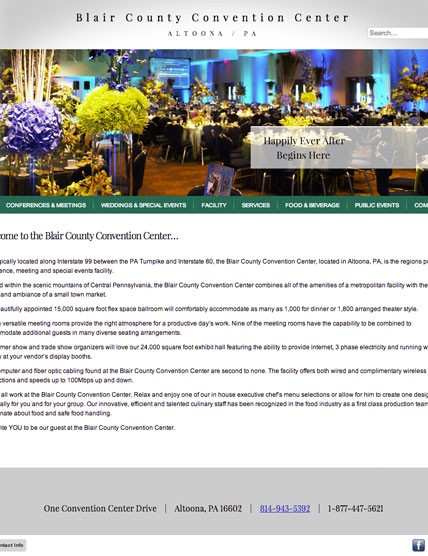 Blair County Convention Center
ALTOONA / PA
Search...
Happily Ever After
Begins Here
CONFERENCES & MEETINGS WEDDINGS & SPECIAL EVENTS FACILITY SERVICES FOOD & BEVERAGE PUBLIC EVENTS COM
come to the Blair County Convention Center...
gically located along Interstate 99 between the PA Turnpike and Interstate 80, the Blair County Convention Center, located in Altoona, PA, is the regions p
ence, meeting and special events facility.
d within the scenic mountains of Central Pennsylvania, the Blair County Convention Center combines all of the amenities of a metropolitan facility with the
and ambiance of a small town market.
eautifully appointed 15,000 square foot flex space ballroom will comfortably accommodate as many as 1,000 for dinner or 1,800 arranged theater style.
versatile meeting rooms provide the right atmosphere for a productive day's work. Nine of the meeting rooms have the capability to be combined to
mmodate additional guests in many diverse seating arrangements.
mer show and trade show organizers will love our 24,000 square foot exhibit hall featuring the ability to provide internet, 3 phase electricity and running w
y at your vendor's display booths.
mputer and fiber optic cabling found at the Blair County Convention Center are second to none. The facility offers both wired and complimentary wireless
ctions and speeds up to 100Mbps up and down.
all work at the Blair County Convention Center. Relax and enjoy one of our in house executive chef's menu selections or allow for him to create one desig
ally for you and for your group. Our innovative, efficient and talented culinary staff has been recognized in the food industry as a first class production team
onate about food and safe food handling.
vite YOU to be our guest at the Blair County Convention Center.
One Convention Center Drive | Altoona, PA 16602 | 814-943-5392 | 1-877-447-5621
ntact Info
f